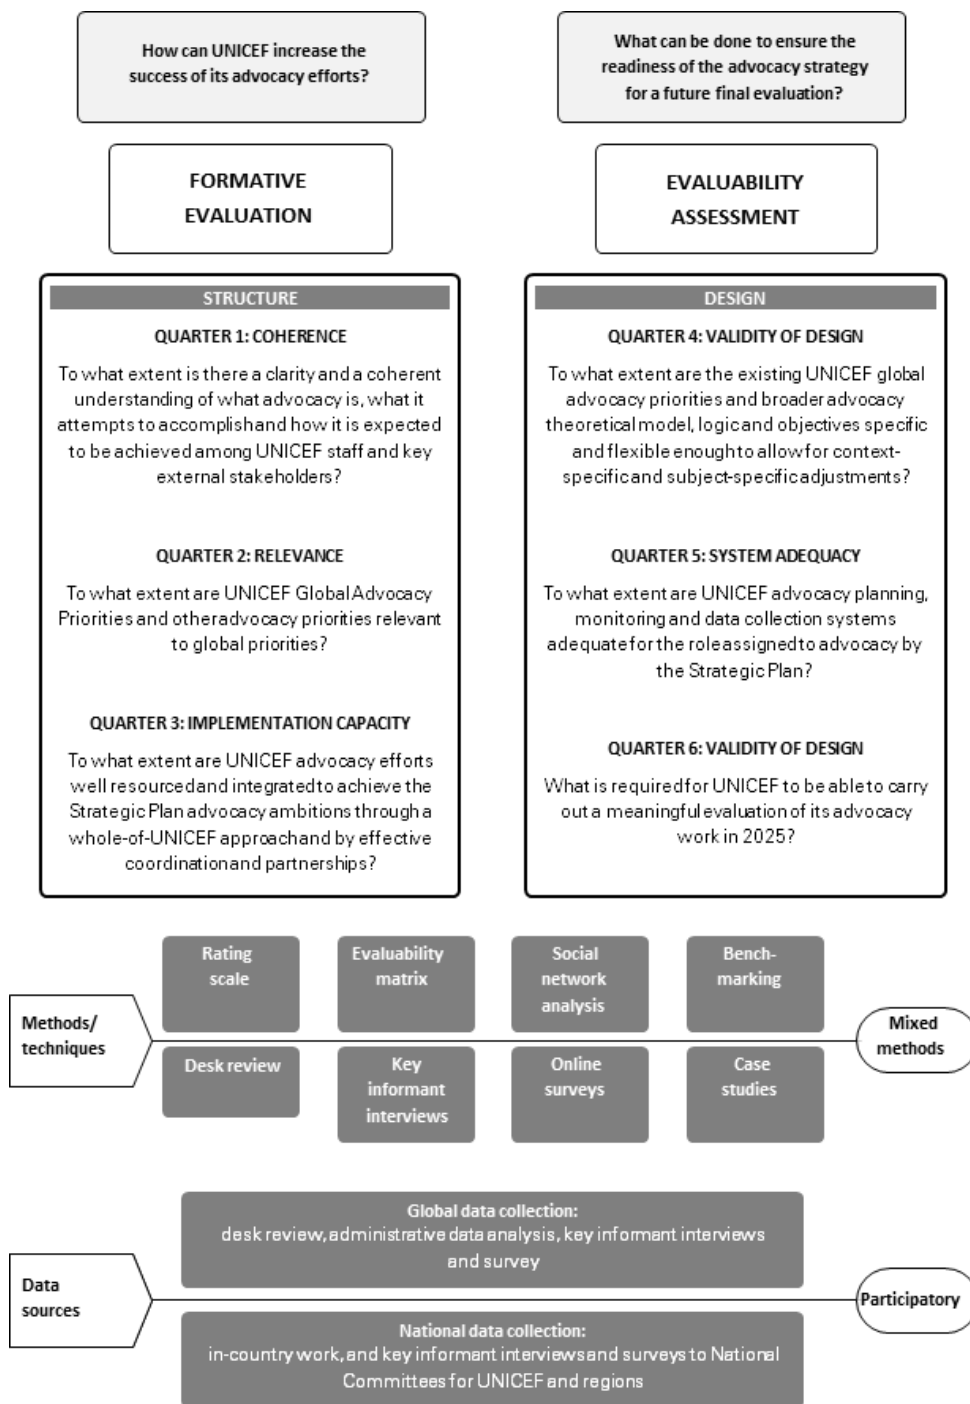 How can UNICEF increase the
success of its advocacy efforts?
What can be done to ensure the
readiness of the advocacy strategy
for a future final evaluation?
FORMATIVE
EVALUATION
EVALUABILITY
ASSESSMENT
STRUCTURE
QUARTER 1: COHERENCE
To what extent is there a clarity and a coherent
understanding of what advocacy is, what it
attempts to accomplish and how it is expected
to be achieved among UNICEF staff and key
external stakeholders?
QUARTER 2: RELEVANCE
To what extent are UNICEF Global Advocacy
Priorities and other advocacy priorities relevant
to global priorities?
QUARTER 3: IMPLEMENTATION CAPACITY
To what extent are UNICEF advocacy efforts
well resourced and integrated to achieve the
Strategic Plan advocacy ambitions through a
whole-of-UNICEF approach and by effective
coordination and partnerships?
DESIGN
QUARTER 4: VALIDITY OF DESIGN
To what extent are the existing UNICEF global
advocacy priorities and broader advocacy
theoretical model, logic and objectives specific
and flexible enough to allow for context-
specific and subject-specific adjustments?
QUARTER 5: SYSTEM ADEQUACY
To what extent are UNICEF advocacy planning,
monitoring and data collection systems
adequate for the role assigned to advocacy by
the Strategic Plan?
QUARTER 6: VALIDITY OF DESIGN
What is required for UNICEF to be able to carry
out a meaningful evaluation of its advocacy
work in 2025?
Methods/
techniques
Rating
scale
Evaluability
matrix
Social
network
analysis
Bench-
marking
Desk review
Key
informant
interviews
Online
surveys
Case
studies
Mixed
methods
Data
sources
Global data collection:
desk review, administrative data analysis, key informant interviews
and survey
National data collection:
in-country work, and key informant interviews and surveys to National
Committees for UNICEF and regions
Participatory